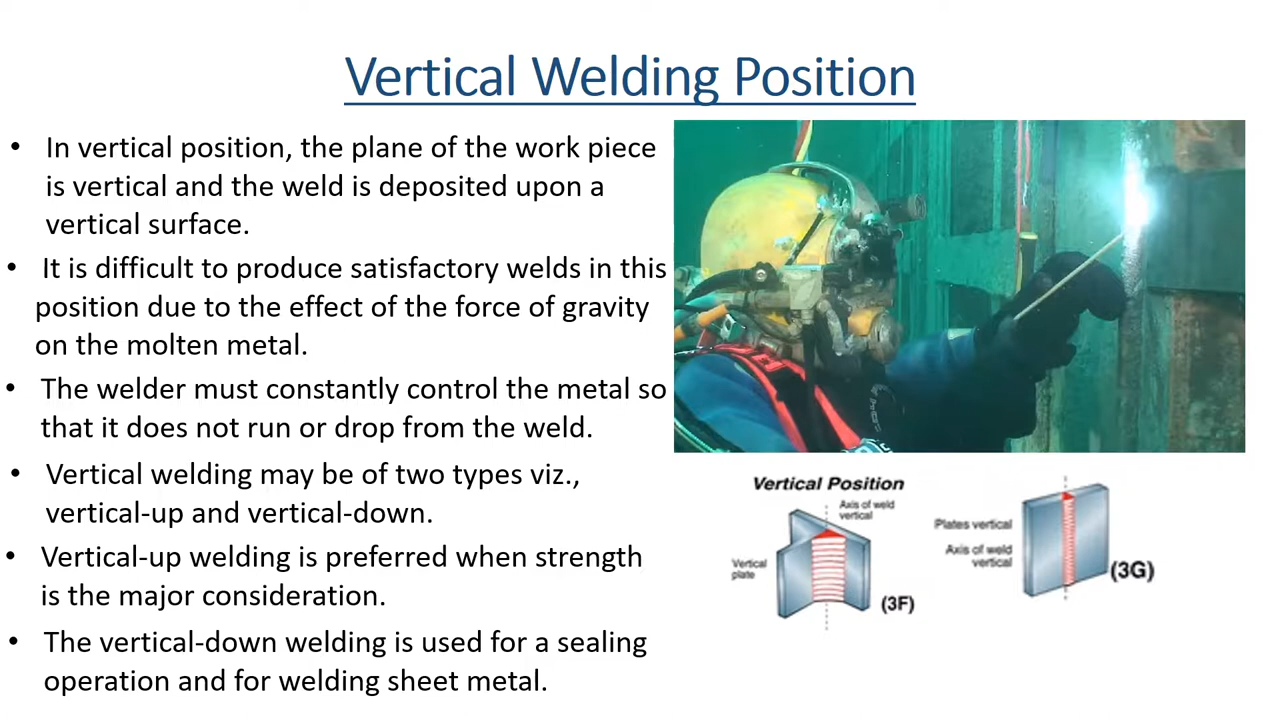 Vertical Welding Position
• In vertical position, the plane of the work piece
is vertical and the weld is deposited upon a
vertical surface.
• It is difficult to produce satisfactory welds in this
position due to the effect of the force of gravity
on the molten metal.
• The welder must constantly control the metal so
that it does not run or drop from the weld.
• Vertical welding may be of two types viz.,
vertical-up and vertical-down.
• Vertical-up welding is preferred when strength
is the major consideration.
• The vertical-down welding is used for a sealing
operation and for welding sheet metal.
Vertical Position
Axis of weld
vertical
Vertical
plate
(3F)
Plates vertical
Axis of weld
vertical
(3G)